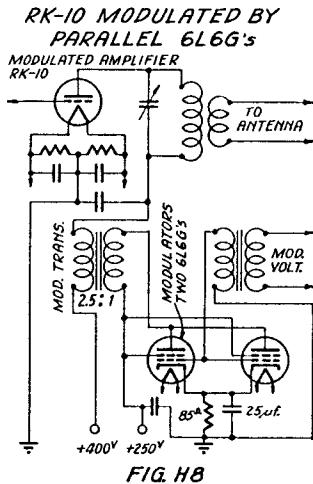 RK-10 MODULATED BY
PARALLEL 6L6G's
MODULATED AMPLIFIER
RK-10
TO
ANTENNA
MOD. TRANS.
2.5:1
MODULATORS
TWO 6L6G's
MOD.
VOLT.
85Ω
25μf.
+400V
+250V
FIG. H8